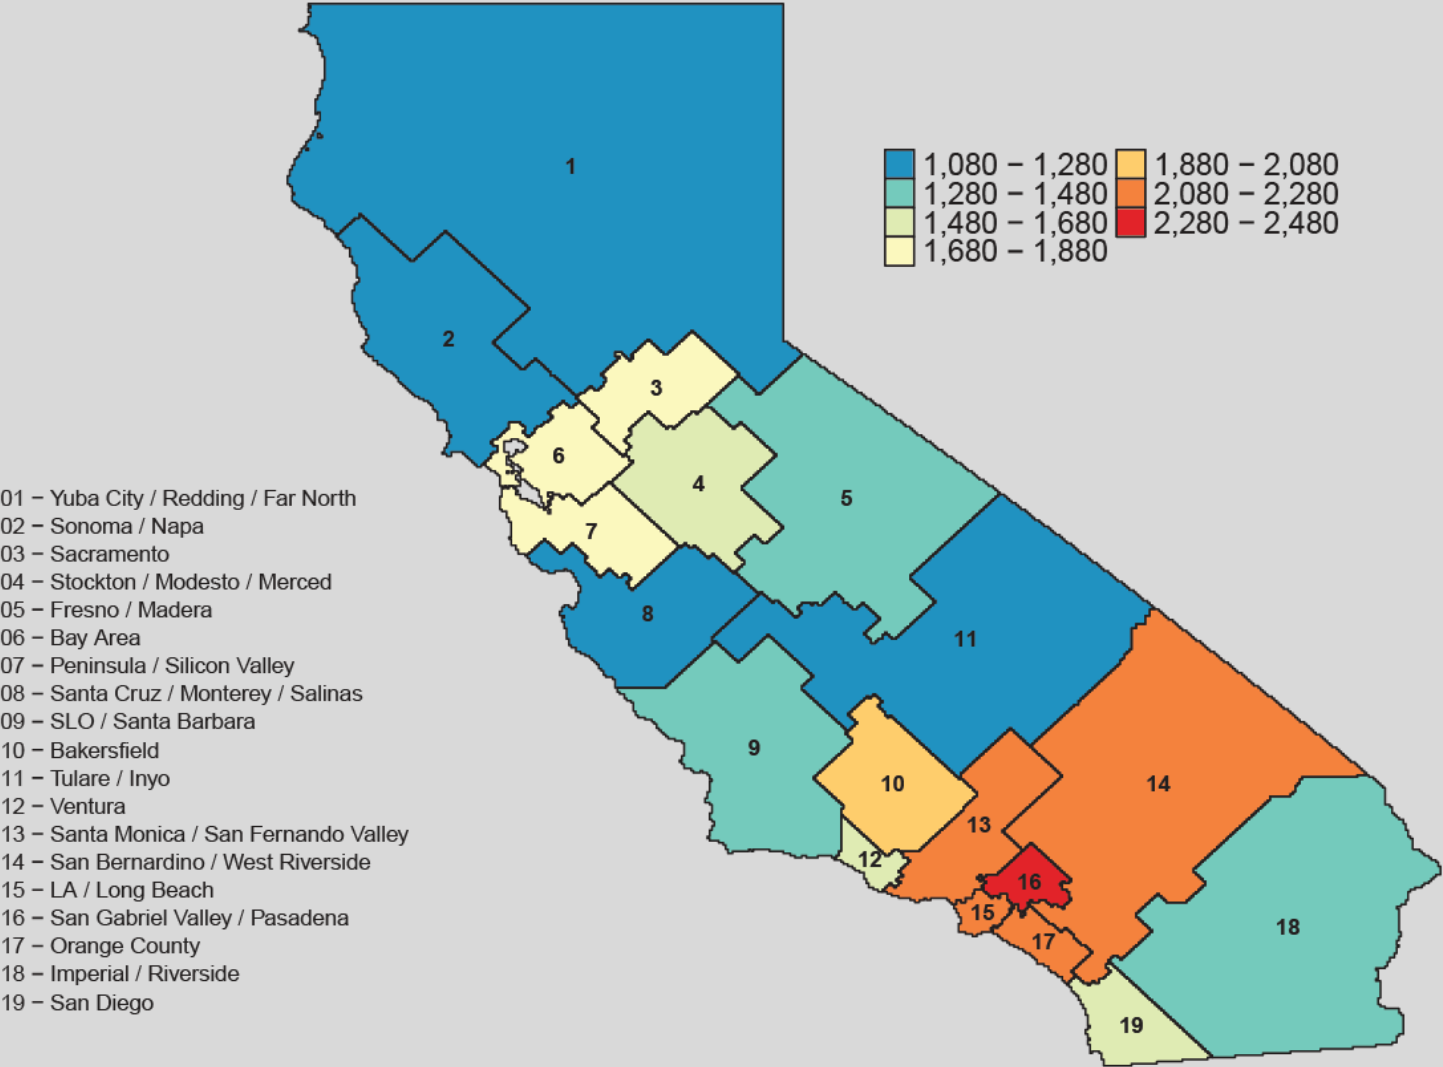 1
1,080 − 1,280
1,880 − 2,080
1,280 − 1,480
2,080 − 2,280
1,480 − 1,680
2,280 − 2,480
1,680 − 1,880
2
3
6
4
5
7
8
11
9
10
14
13
12
16
15
17
18
19
01 − Yuba City / Redding / Far North
02 − Sonoma / Napa
03 − Sacramento
04 − Stockton / Modesto / Merced
05 − Fresno / Madera
06 − Bay Area
07 − Peninsula / Silicon Valley
08 − Santa Cruz / Monterey / Salinas
09 − SLO / Santa Barbara
10 − Bakersfield
11 − Tulare / Inyo
12 − Ventura
13 − Santa Monica / San Fernando Valley
14 − San Bernardino / West Riverside
15 − LA / Long Beach
16 − San Gabriel Valley / Pasadena
17 − Orange County
18 − Imperial / Riverside
19 − San Diego